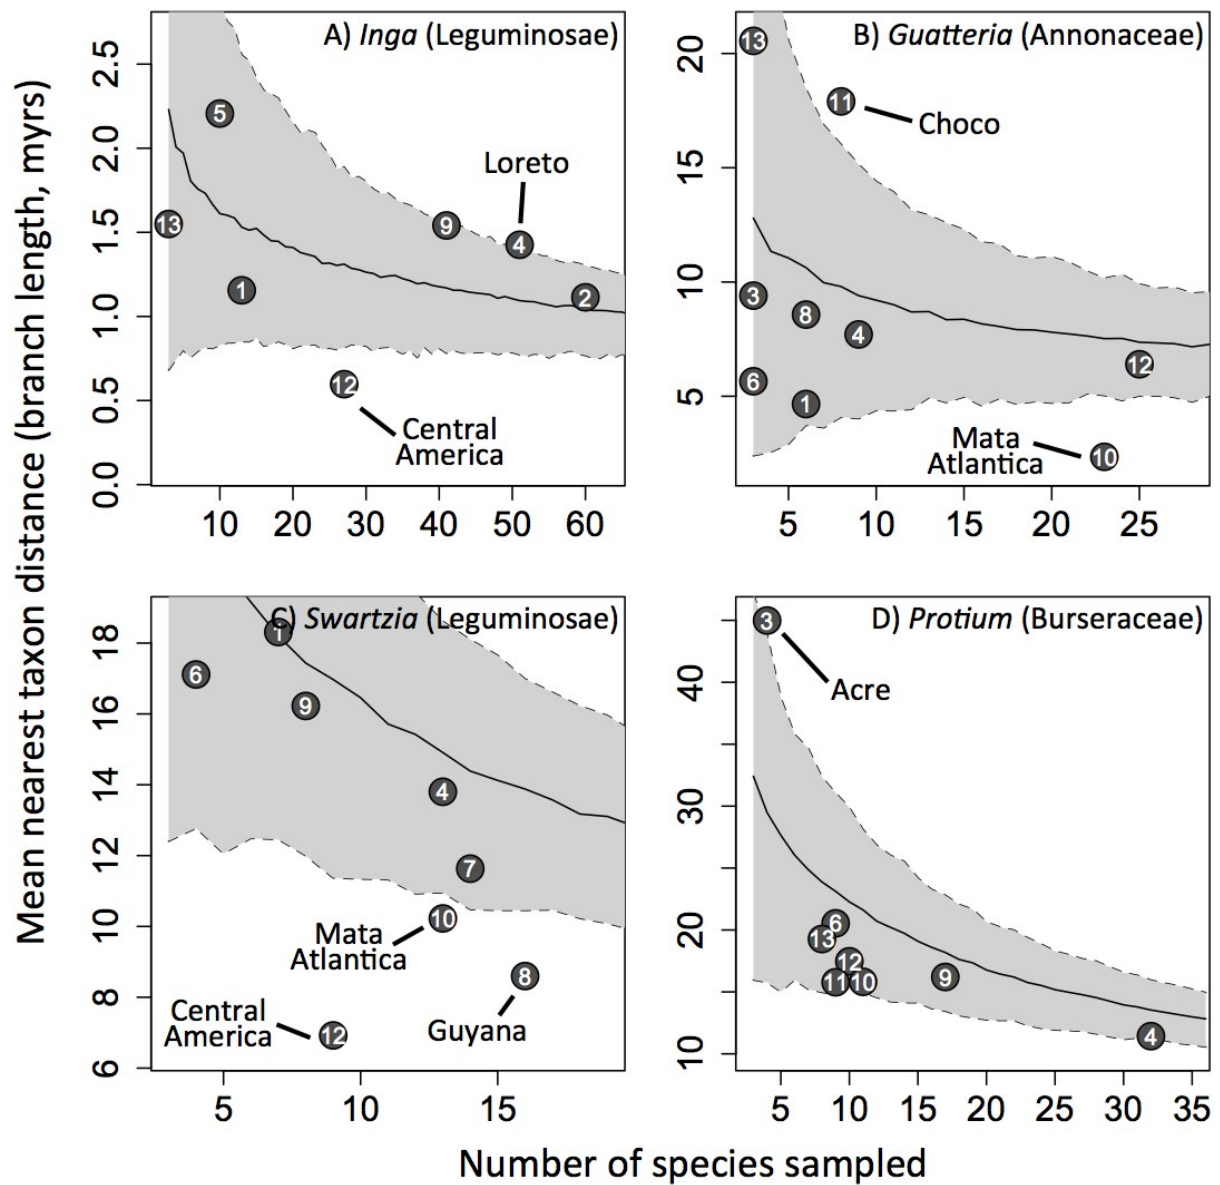 Mean nearest taxon distance (branch length, myrs)
A) Inga (Leguminosae)
2.5
2.0
1.5
1.0
0.5
0.0
5
13
1
9
4
2
12
Loreto
Central
America
10 20 30 40 50 60
B) Guatteria (Annonaceae)
20
15
10
5
13
11
3
8
4
6
1
12
10
Choco
Mata
Atlantica
5 10 15 20 25
C) Swartzia (Leguminosae)
18
16
14
12
10
8
6
1
6
9
4
7
10
8
12
Mata
Atlantica
Central
America
Guyana
5 10 15
D) Protium (Burseraceae)
40
30
20
10
3
6
13
12
11
10
9
4
Acre
5 10 15 20 25 30 35
Number of species sampled